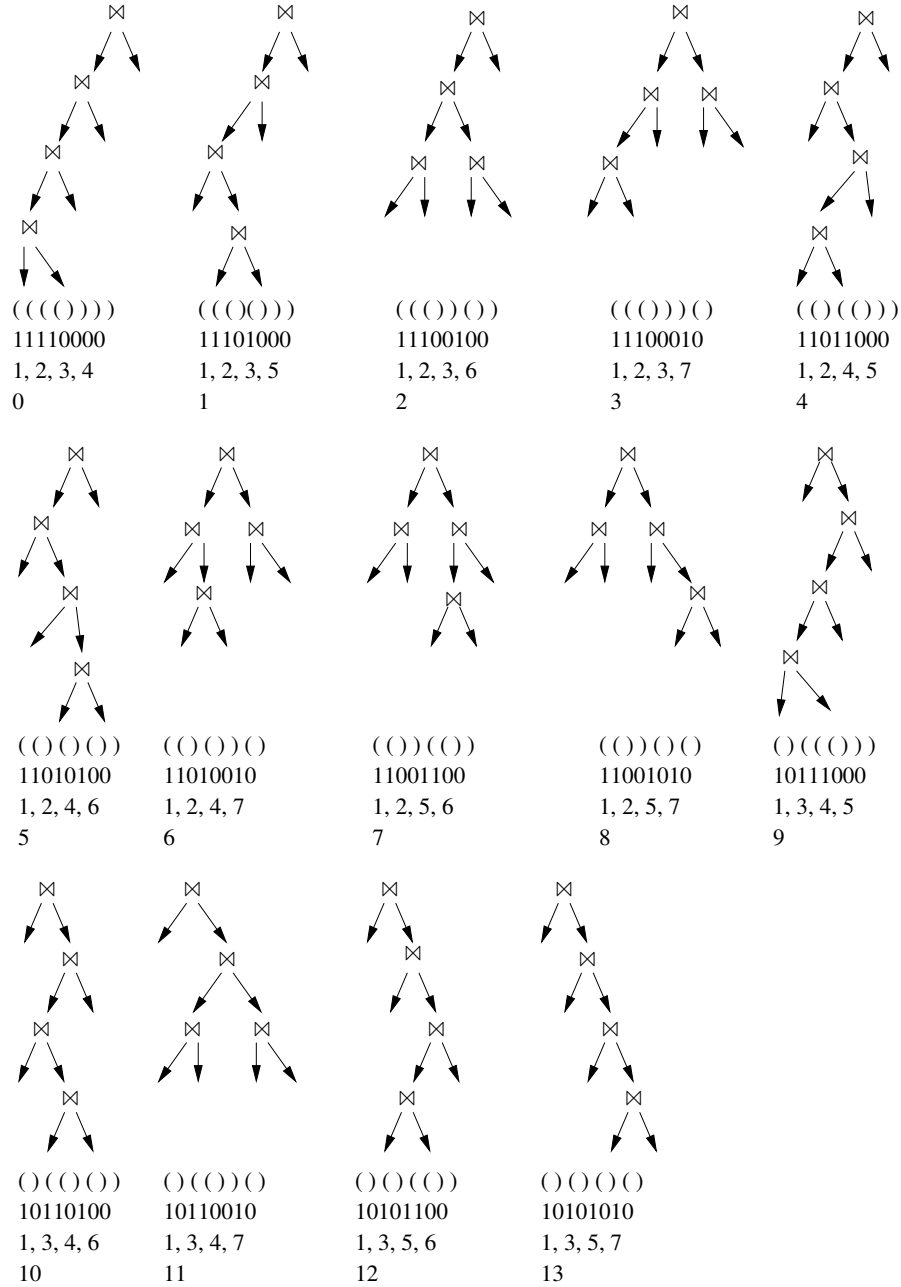 ( ( ( ( ) ) ) )
11110000
1, 2, 3, 4
0
( ( ( )( ) ) )
11101000
1, 2, 3, 5
1
( ( ( ) ) ( ) )
11100100
1, 2, 3, 6
2
( ( ( ) ) ) ( )
11100010
1, 2, 3, 7
3
( ( ) ( ( ) ) )
11011000
1, 2, 4, 5
4
( ( ) ( ) ( ) )
11010100
1, 2, 4, 6
5
( ( ) ( ) ) ( )
11010010
1, 2, 4, 7
6
( ( ) ) ( ( ) )
11001100
1, 2, 5, 6
7
( ( ) ) ( ) ( )
11001010
1, 2, 5, 7
8
( ) ( ( ( ) ) )
10111000
1, 3, 4, 5
9
( ) ( ( ) ( ) )
10110100
1, 3, 4, 6
10
( ) ( ( ) ) ( )
10110010
1, 3, 4, 7
11
( ) ( ) ( ( ) )
10101100
1, 3, 5, 6
12
( ) ( ) ( ) ( )
10101010
1, 3, 5, 7
13